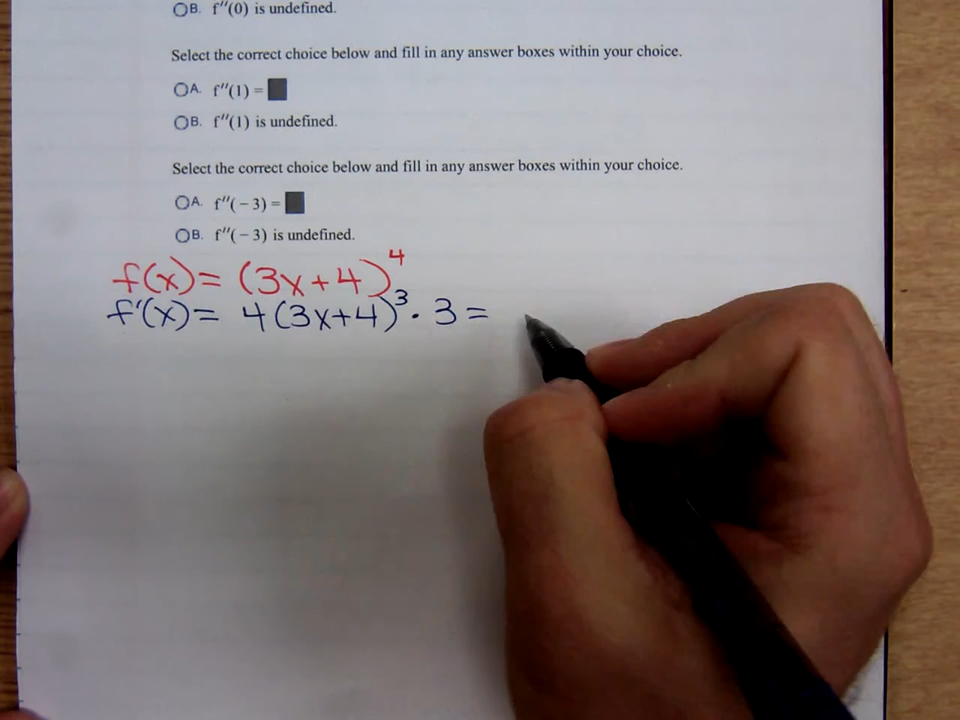 B. f''(0) is undefined.
Select the correct choice below and fill in any answer boxes within your choice.
A. f''(1) =
B. f''(1) is undefined.
Select the correct choice below and fill in any answer boxes within your choice.
A. f''(−3) =
B. f''(−3) is undefined.
f(x) = (3x+4)⁴
f'(x) = 4(3x+4)³ · 3 =